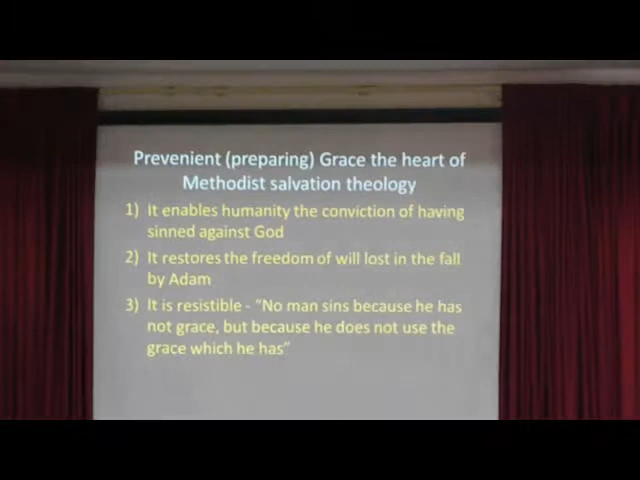 Prevenient (preparing) Grace the heart of
Methodist salvation theology
1) It enables humanity the conviction of having
sinned against God
2) It restores the freedom of will lost in the fall
by Adam
3) It is resistible - “No man sins because he has
not grace, but because he does not use the
grace which he has”